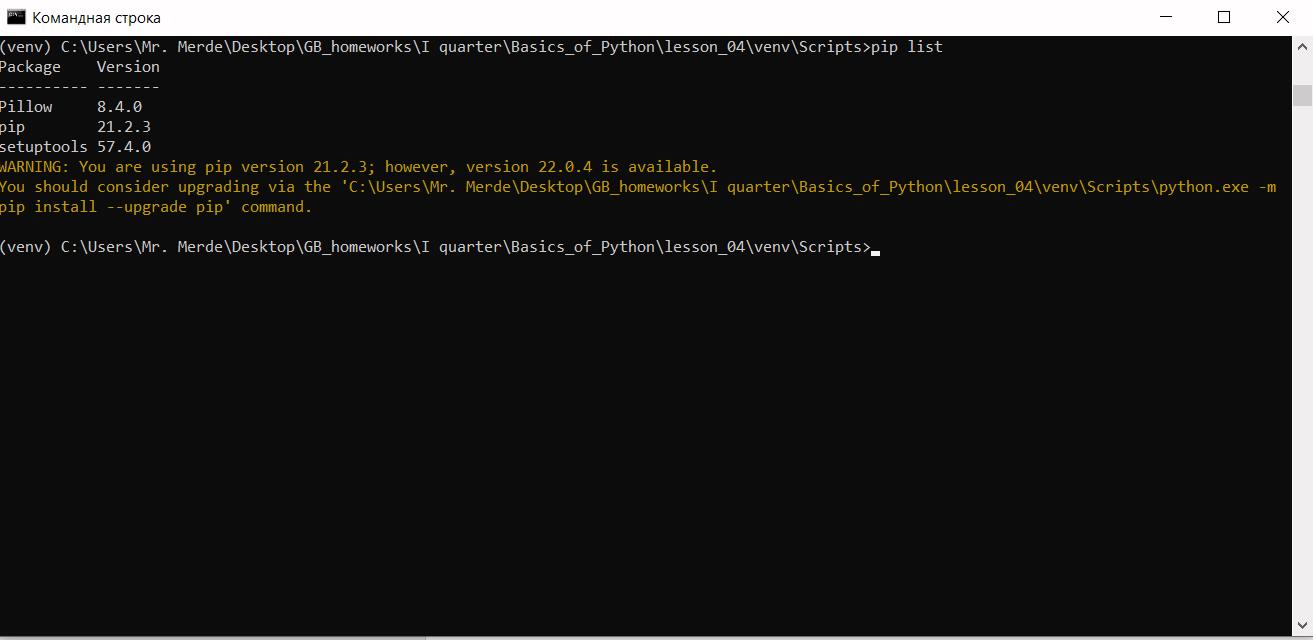 Командная строка
(venv) C:\Users\Mr. Merde\Desktop\GB_homeworks\I quarter\Basics_of_Python\lesson_04\venv\Scripts>pip list
Package    Version
---------- -------
Pillow     8.4.0
pip        21.2.3
setuptools 57.4.0
WARNING: You are using pip version 21.2.3; however, version 22.0.4 is available.
You should consider upgrading via the 'C:\Users\Mr. Merde\Desktop\GB_homeworks\I quarter\Basics_of_Python\lesson_04\venv\Scripts\python.exe -m
pip install --upgrade pip' command.
(venv) C:\Users\Mr. Merde\Desktop\GB_homeworks\I quarter\Basics_of_Python\lesson_04\venv\Scripts>